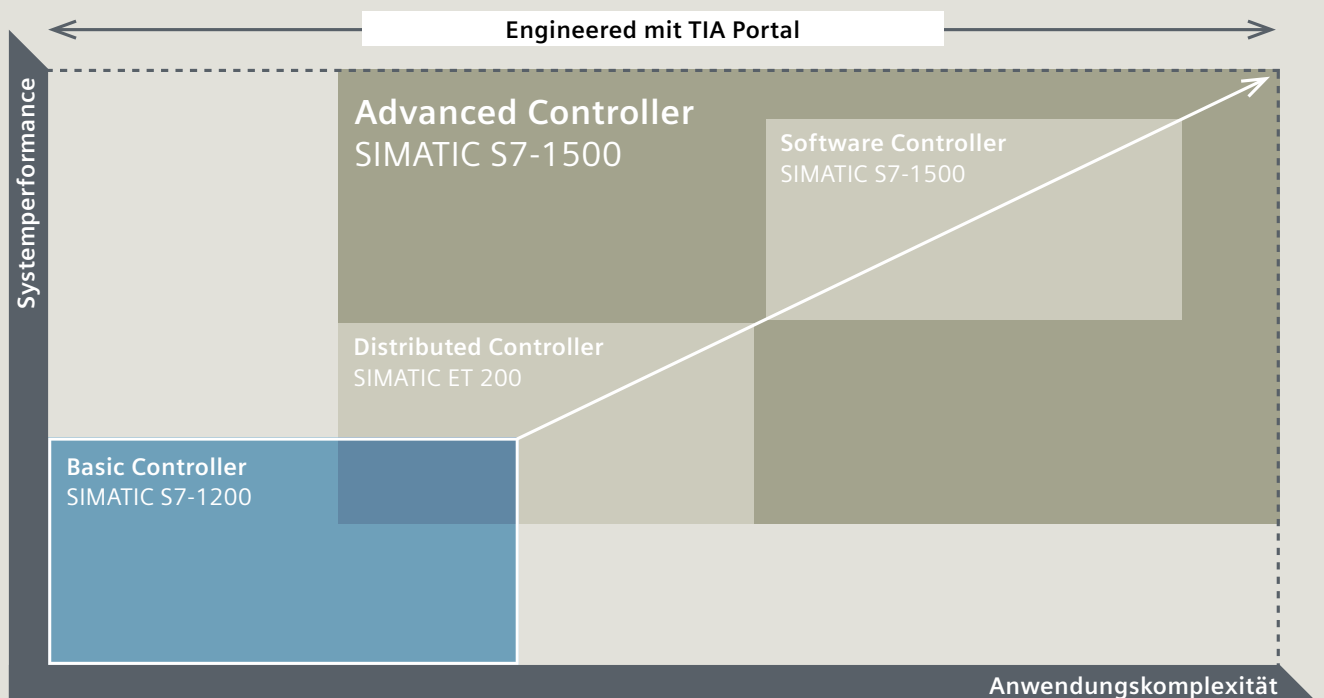 Engineered mit TIA Portal
Systemperformance
Advanced Controller
SIMATIC S7-1500
Software Controller
SIMATIC S7-1500
Distributed Controller
SIMATIC ET 200
Basic Controller
SIMATIC S7-1200
Anwendungskomplexität